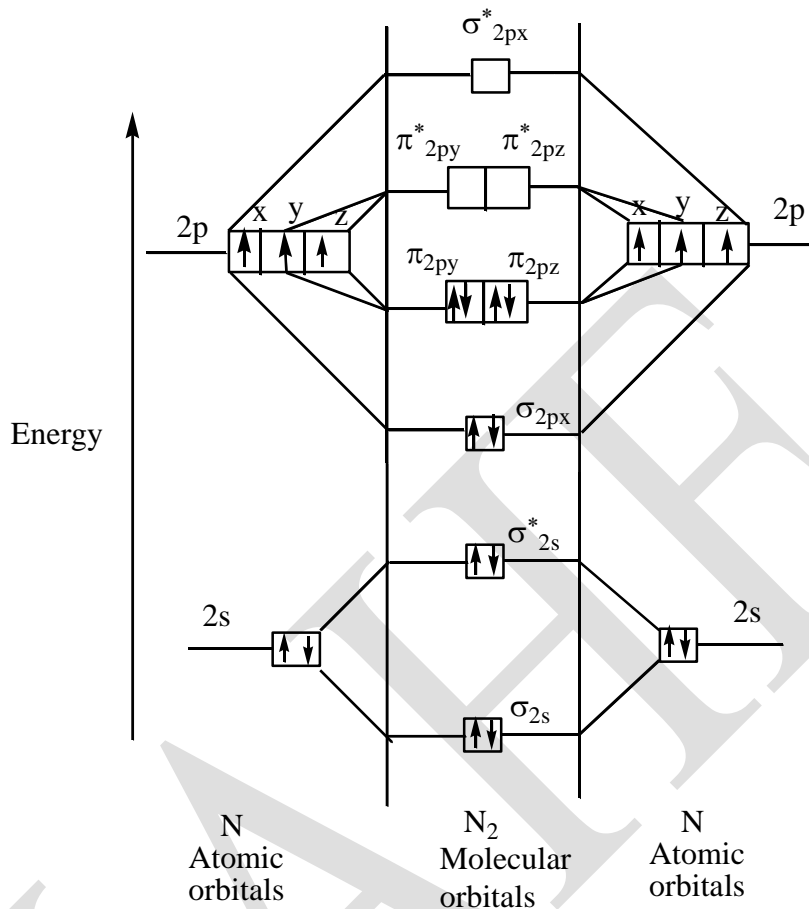 σ*2px
π*2py π*2pz
x y z
x y z
2p
2p
π2py π2pz
Energy
σ2px
σ*2s
2s
2s
σ2s
N
Atomic
orbitals
N2
Molecular
orbitals
N
Atomic
orbitals